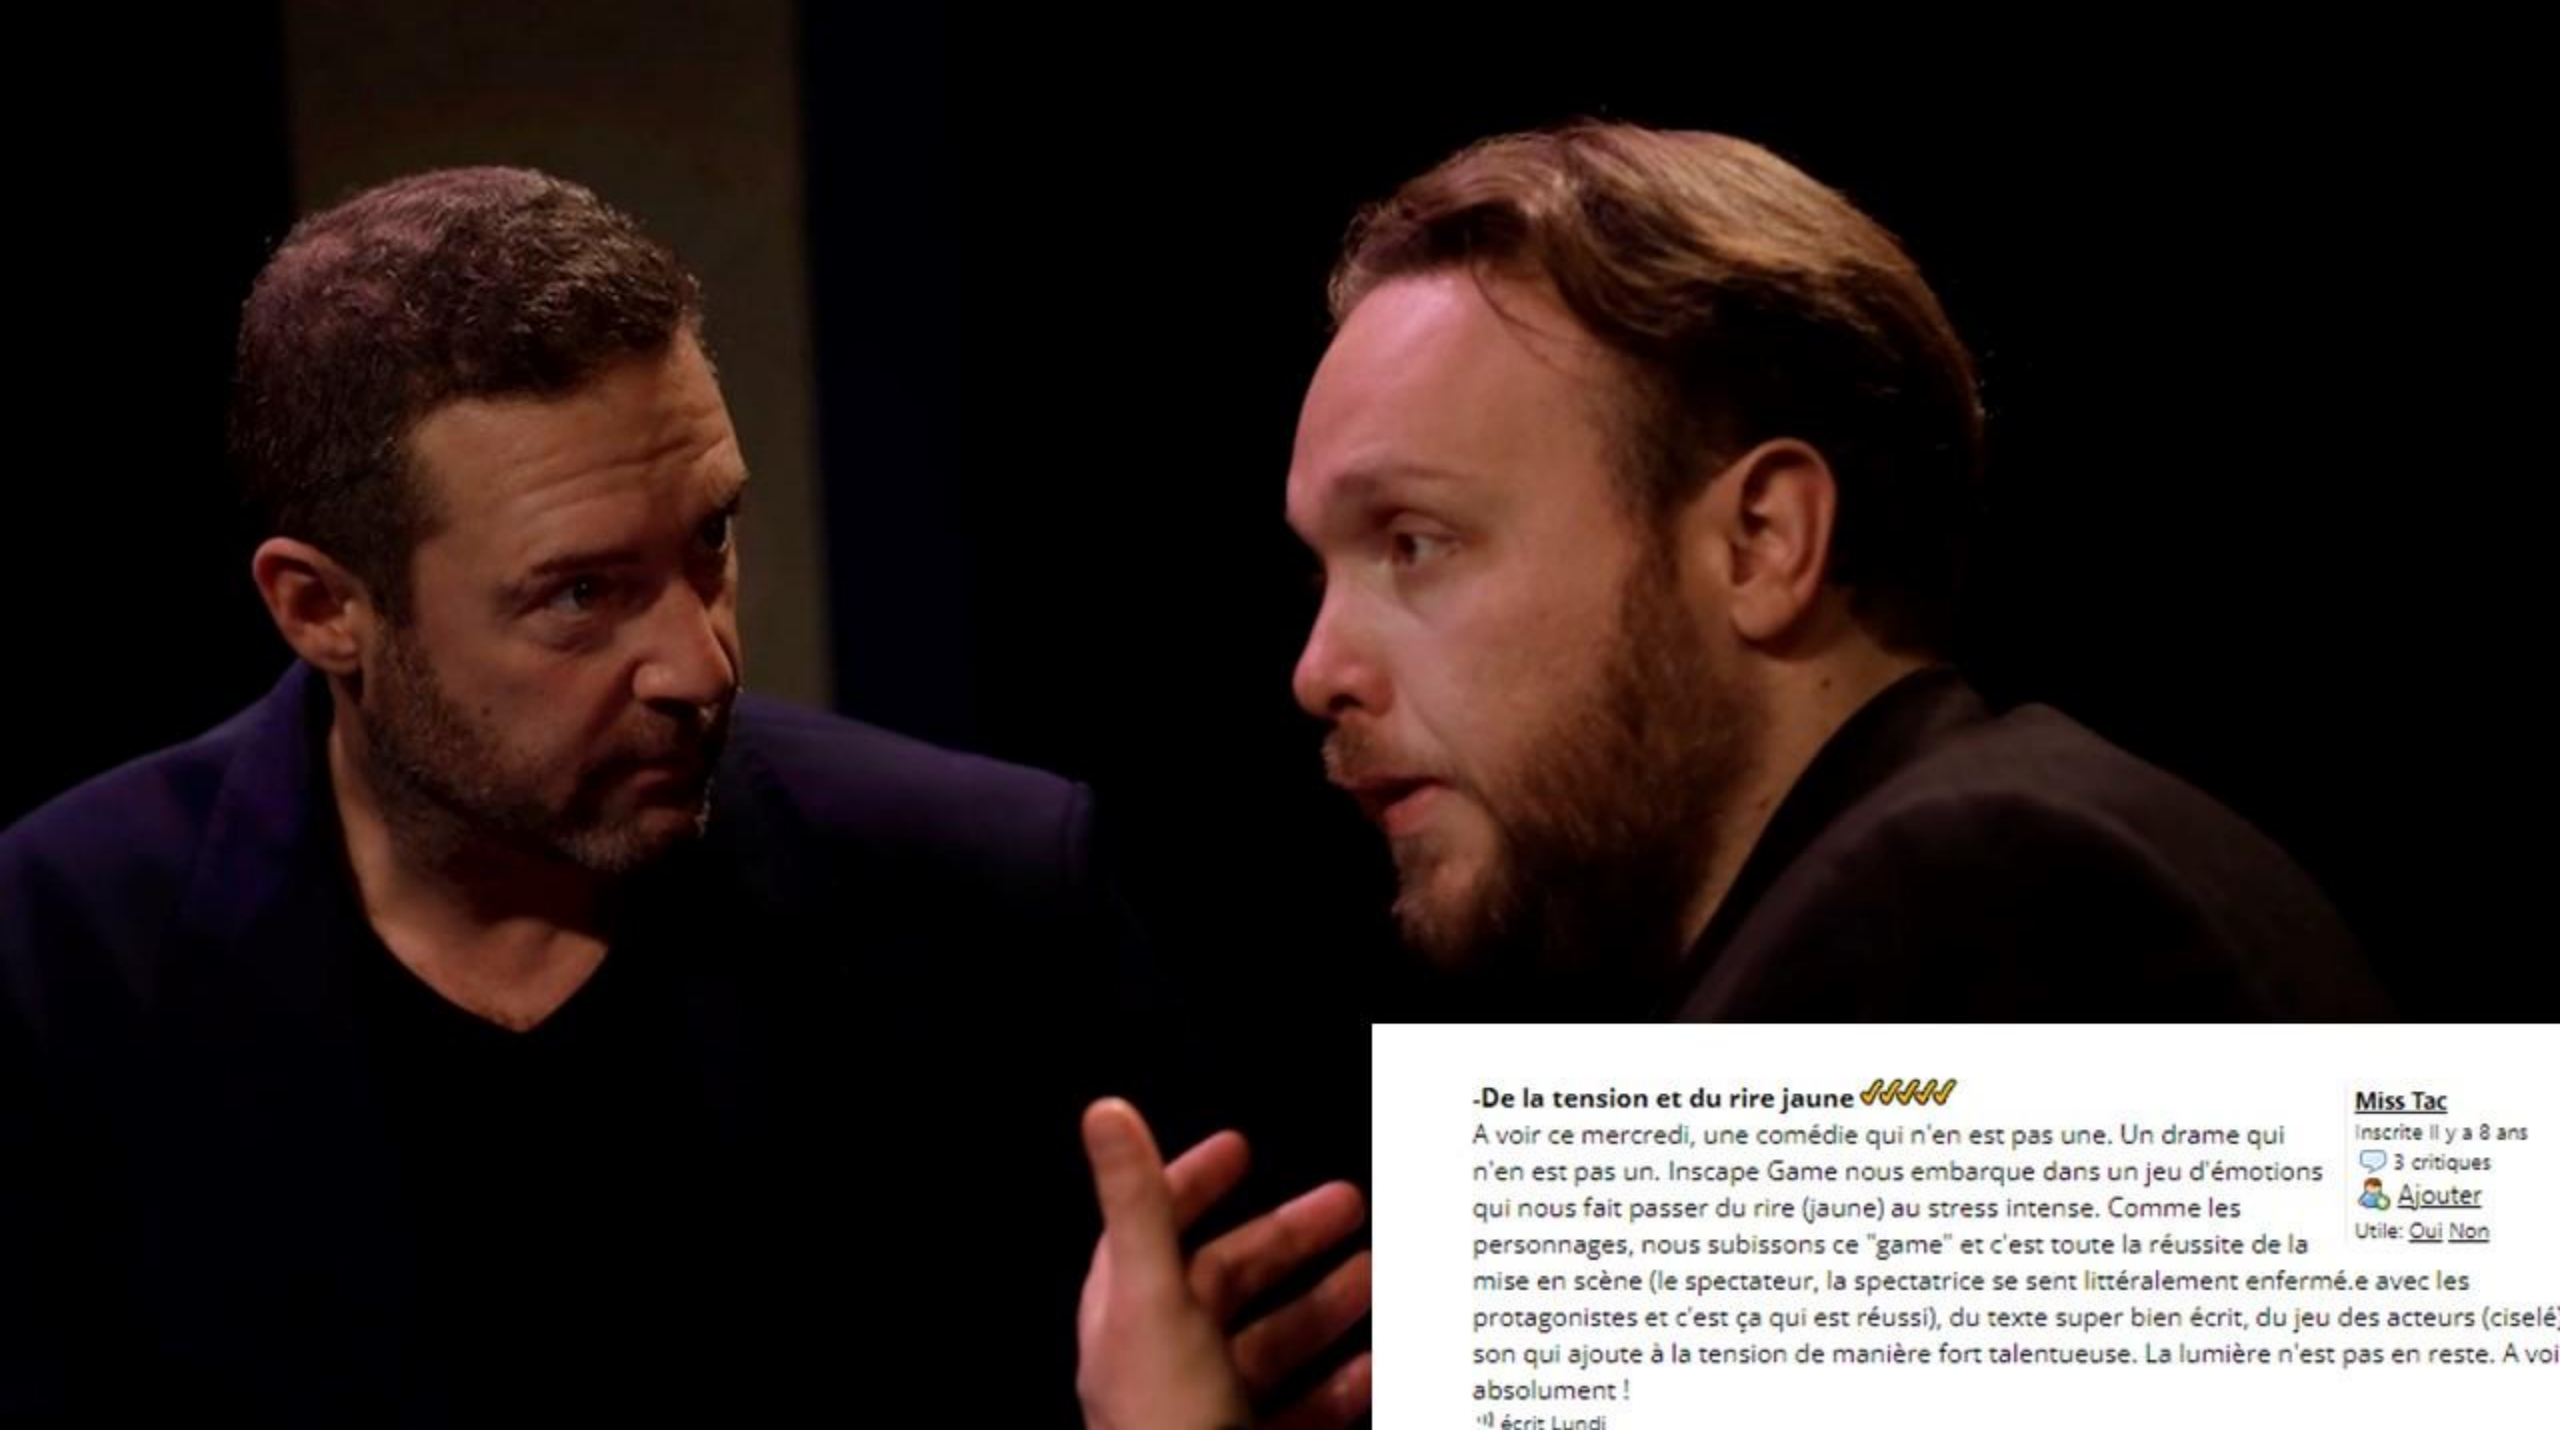 -De la tension et du rire jaune
A voir ce mercredi, une comédie qui n'en est pas une. Un drame qui
n'en est pas un. Inscape Game nous embarque dans un jeu d'émotions
qui nous fait passer du rire (jaune) au stress intense. Comme les
personnages, nous subissons ce "game" et c'est toute la réussite de la
mise en scène (le spectateur, la spectatrice se sent littéralement enfermé.e avec les
protagonistes et c'est ça qui est réussi), du texte super bien écrit, du jeu des acteurs (ciselé)
son qui ajoute à la tension de manière fort talentueuse. La lumière n'est pas en reste. A voi
absolument !
écrit Lundi
Miss Tac
Inscrite Il y a 8 ans
3 critiques
Ajouter
Utile: Oui Non